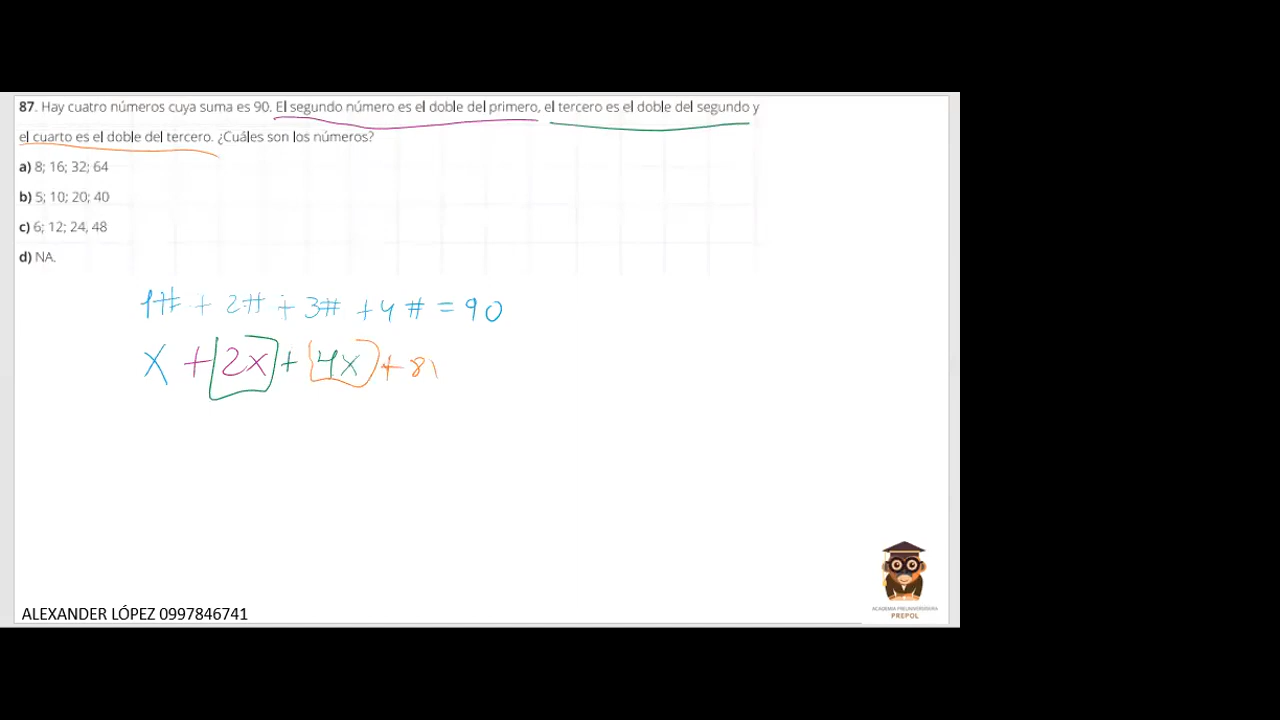 87. Hay cuatro números cuya suma es 90. El segundo número es el doble del primero, el tercero es el doble del segundo y
el cuarto es el doble del tercero. ¿Cuáles son los números?
a) 8; 16; 32; 64
b) 5; 10; 20; 40
c) 6; 12; 24, 48
d) NA.
1# + 2# + 3# + 4# = 90
X + 2x + 4x + 8
ALEXANDER LÓPEZ 0997846741
ACADEMIA PREUNIVERSITARIA
PREPOL